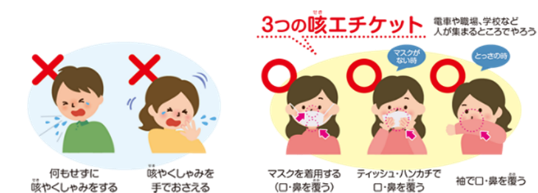 3つの咳エチケット
電車や職場、学校など
人が集まるところでやろう
何もせずに
咳やくしゃみをする
咳やくしゃみを
手でおさえる
マスクを着用する
(口・鼻を覆う)
マスクが
ない時
ティッシュ・ハンカチで
口・鼻を覆う
とっさの時
袖で口・鼻を覆う